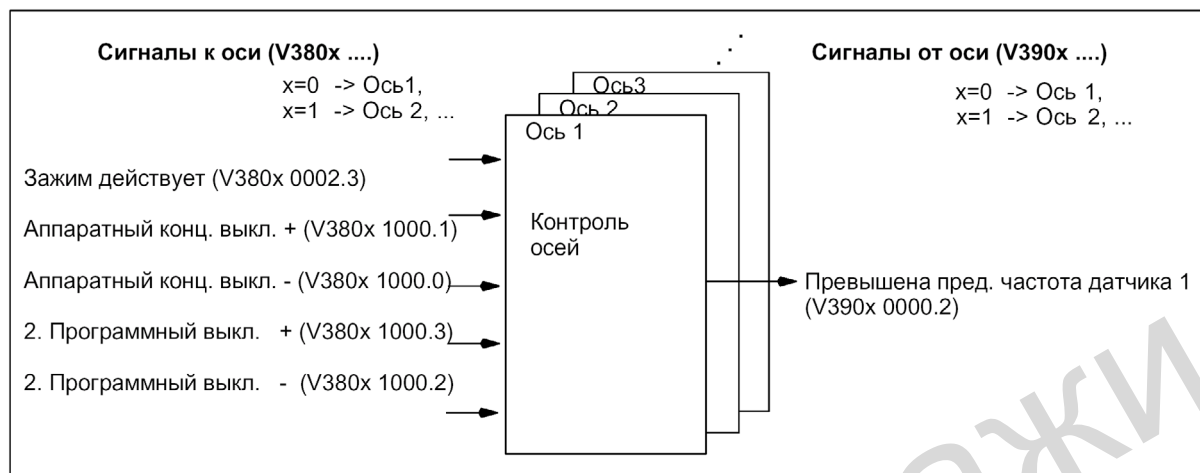 Сигналы к оси (V380x ....)
x=0 -> Ось1,
x=1 -> Ось 2, ...
Зажим действует (V380x 0002.3)
Аппаратный конц. выкл. + (V380x 1000.1)
Аппаратный конц. выкл. - (V380x 1000.0)
2. Программный выкл. + (V380x 1000.3)
2. Программный выкл. - (V380x 1000.2)
Ось3
Ось 2
Ось 1
Контроль
осей
Сигналы от оси (V390x ....)
x=0 -> Ось 1,
x=1 -> Ось 2, ...
Превышена пред. частота датчика 1
(V390x 0000.2)